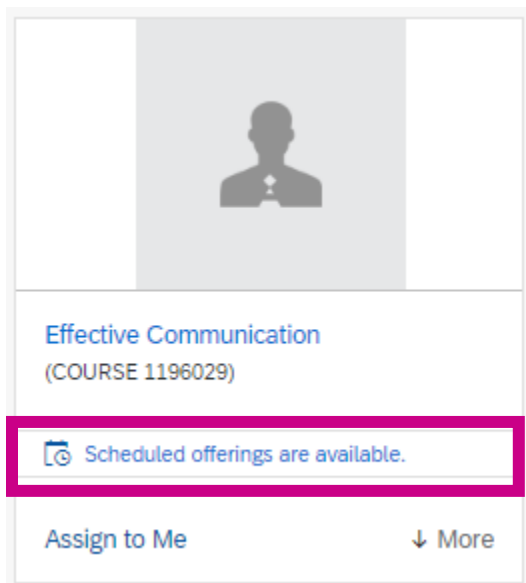 Effective Communication
(COURSE 1196029)
Scheduled offerings are available.
Assign to Me ↓ More